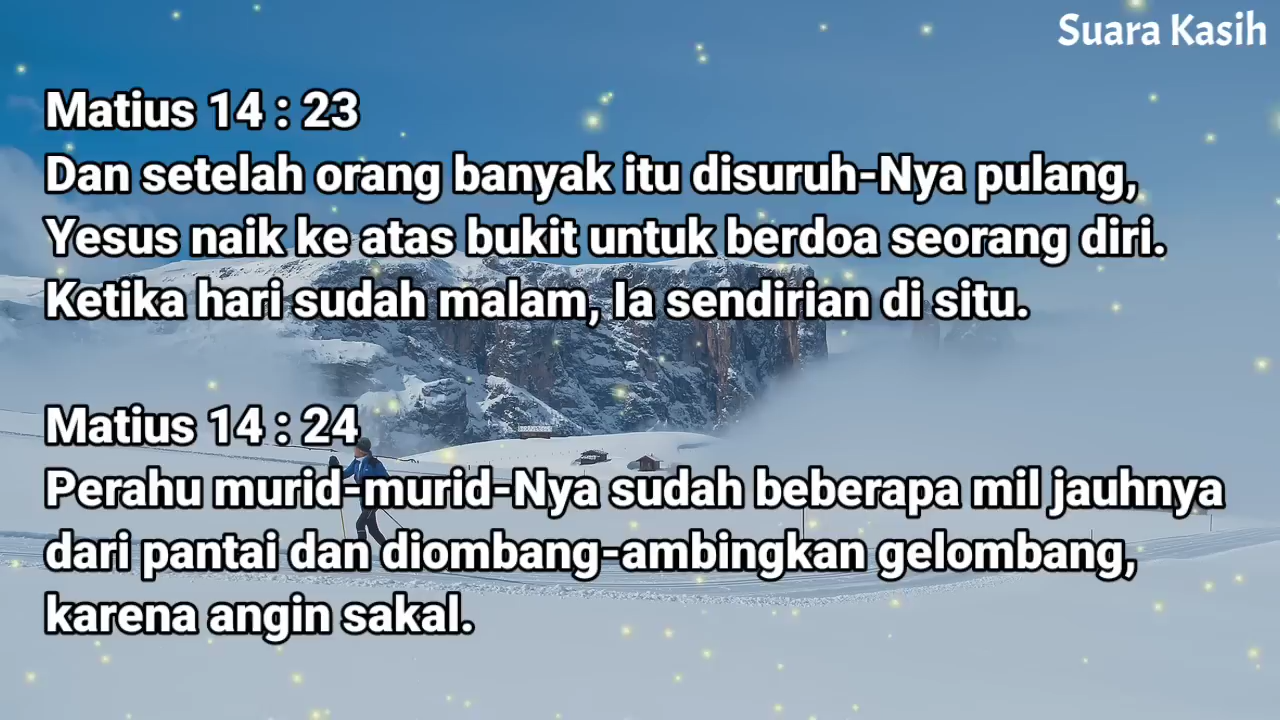 Suara Kasih
Matius 14 : 23
Dan setelah orang banyak itu disuruh-Nya pulang,
Yesus naik ke atas bukit untuk berdoa seorang diri.
Ketika hari sudah malam, Ia sendirian di situ.
Matius 14 : 24
Perahu murid-murid-Nya sudah beberapa mil jauhnya
dari pantai dan diombang-ambingkan gelombang,
karena angin sakal.